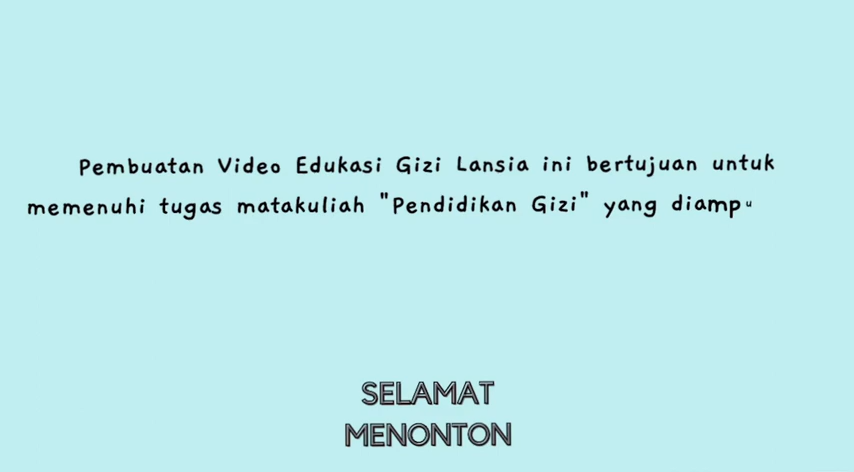 Pembuatan Video Edukasi Gizi Lansia ini bertujuan untuk
memenuhi tugas matakuliah "Pendidikan Gizi" yang diampu
SELAMAT
MENONTON